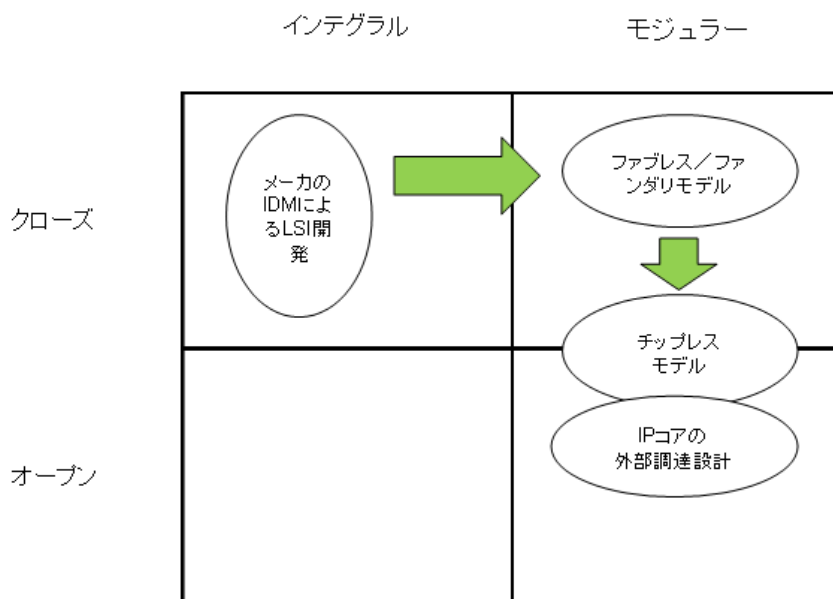 インテグラル
モジュラー
クローズ
メーカの
IDMによ
るLSI開
発
ファブレス／ファ
ンダリモデル
チップレス
モデル
オープン
IPコアの
外部調達設計